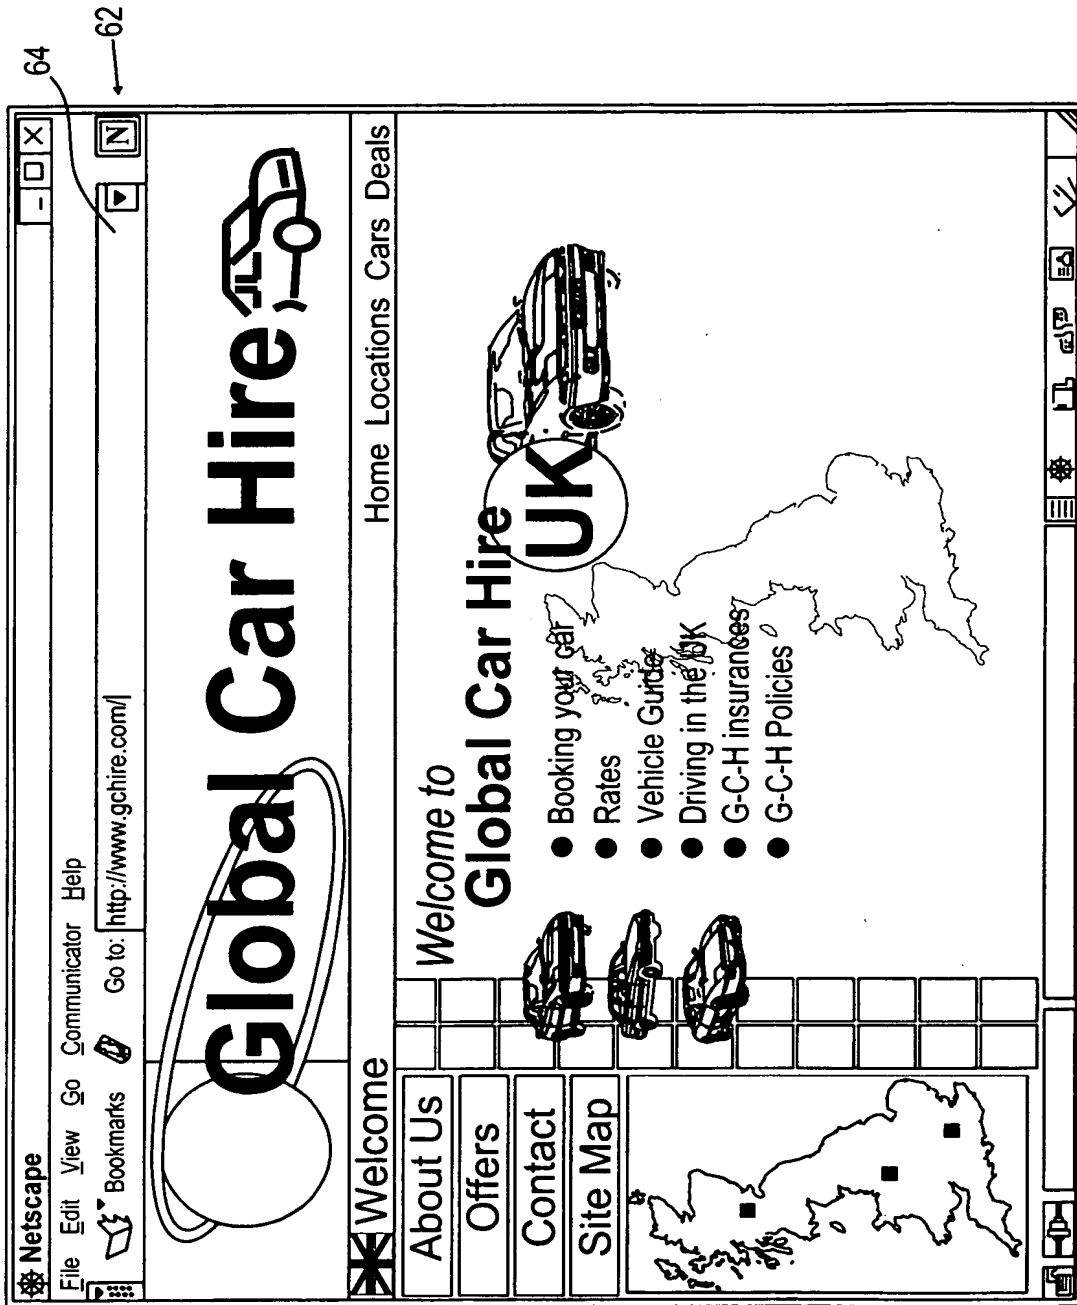 64
62
Netscape
File Edit View Go Communicator Help
Bookmarks Go to: http://www.gchire.com/
N
Global Car Hire
Welcome Home Locations Cars Deals
About Us
Offers
Contact
Site Map
Welcome to
Global Car Hire
UK
● Booking your car
● Rates
● Vehicle Guide
● Driving in the UK
● G-C-H insurances
● G-C-H Policies